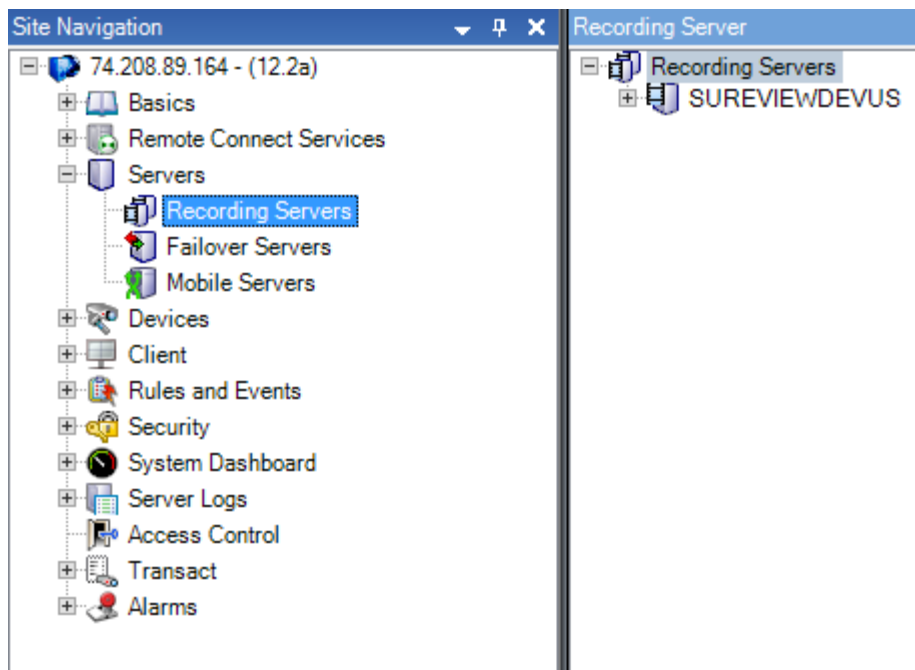 Site Navigation
74.208.89.164 - (12.2a)
Basics
Remote Connect Services
Servers
Recording Servers
Failover Servers
Mobile Servers
Devices
Client
Rules and Events
Security
System Dashboard
Server Logs
Access Control
Transact
Alarms
Recording Server
Recording Servers
SUREVIEWDEVUS